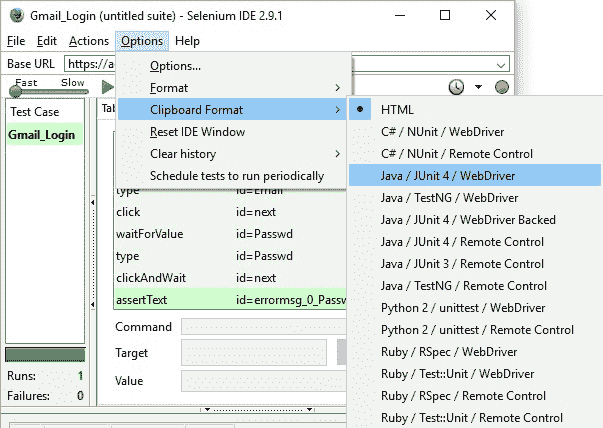 Gmail_Login (untitled suite) - Selenium IDE 2.9.1
File Edit Actions Options Help
Base URL https://a
Fast Slow
Options...
Format
Clipboard Format
Reset IDE Window
Clear history
Schedule tests to run periodically
HTML
C# / NUnit / WebDriver
C# / NUnit / Remote Control
Java / JUnit 4 / WebDriver
Java / TestNG / WebDriver
Java / JUnit 4 / WebDriver Backed
Java / JUnit 4 / Remote Control
Java / JUnit 3 / Remote Control
Java / TestNG / Remote Control
Python 2 / unittest / WebDriver
Python 2 / unittest / Remote Control
Ruby / RSpec / WebDriver
Ruby / Test::Unit / WebDriver
Ruby / RSpec / Remote Control
Ruby / Test::Unit / Remote Control
Test Case
Gmail_Login
Runs: 1
Failures: 0
Tab
type id=Email
click id=next
waitForValue id=Passwd
type id=Passwd
clickAndWait id=next
assertText id=errormsg_0_Passw
Command
Target
Value